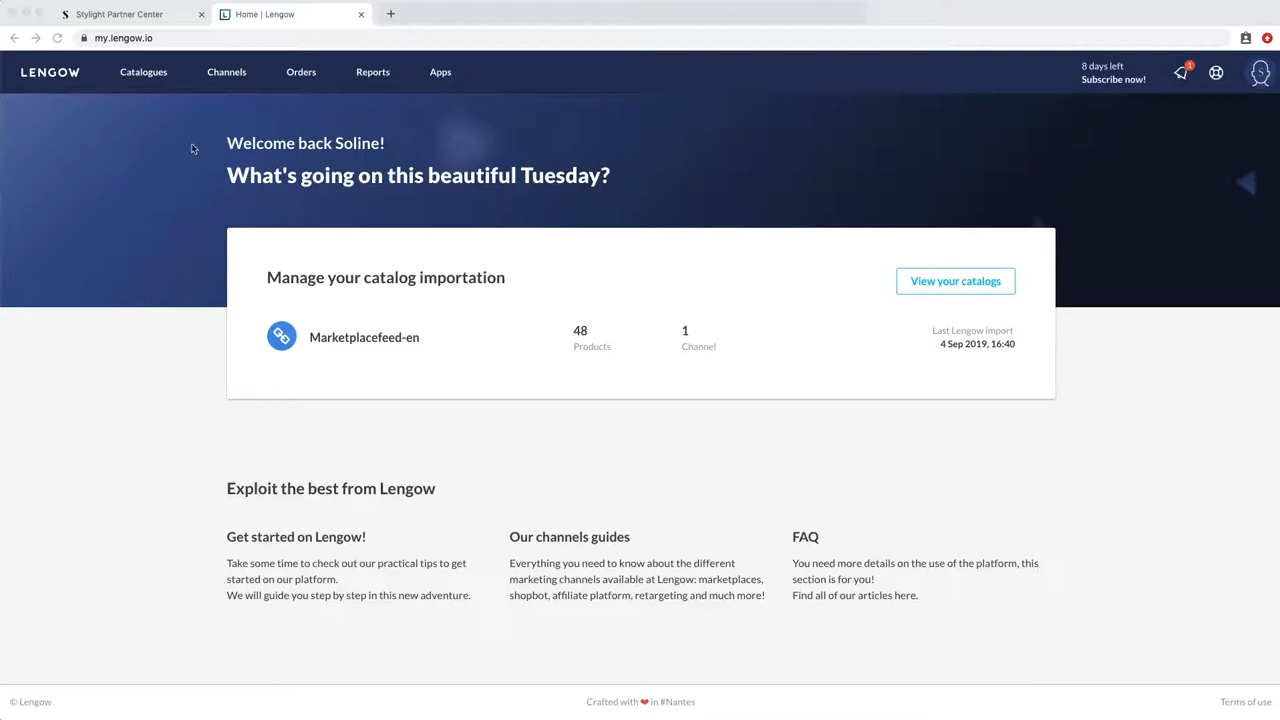 S Stylight Partner Center
L Home | Lengow
my.lengow.io
LENGOW Catalogues Channels Orders Reports Apps
8 days left
Subscribe now!
1
S
Welcome back Soline!
What's going on this beautiful Tuesday?
Manage your catalog importation
View your catalogs
Marketplacefeed-en
48
Products
1
Channel
Last Lengow import
4 Sep 2019, 16:40
Exploit the best from Lengow
Get started on Lengow!
Take some time to check out our practical tips to get
started on our platform.
We will guide you step by step in this new adventure.
Our channels guides
Everything you need to know about the different
marketing channels available at Lengow: marketplaces,
shopbot, affiliate platform, retargeting and much more!
FAQ
You need more details on the use of the platform, this
section is for you!
Find all of our articles here.
© Lengow
Crafted with ❤ in #Nantes
Terms of use